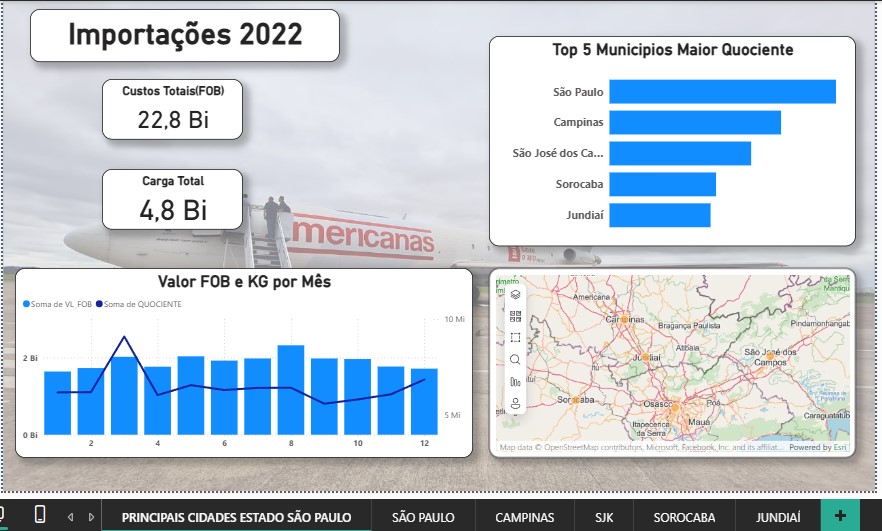 Importações 2022
Custos Totais(FOB)
22,8 Bi
Carga Total
4,8 Bi
mericanas
Top 5 Municipios Maior Quociente
São Paulo
Campinas
São José dos Ca...
Sorocaba
Jundiaí
Valor FOB e KG por Mês
Soma de VL_FOB
Soma de QUOCIENTE
10 Mi
2 Bi
5 Mi
0 Bi
2
4
6
8
10
12
Americana
Campinas
Bragança Paulista
Pindamonhangab
Atibaia
Jundiaí
São José dos
Campos
Sorocaba
Osasco
Poá
Itapecerica
da Serra
Mauá
Caraguatatuba
Map data © OpenStreetMap contributors, Microsoft, Facebook, Inc. and its affiliat...
Powered by Esri
PRINCIPAIS CIDADES ESTADO SÃO PAULO
SÃO PAULO
CAMPINAS
SJK
SOROCABA
JUNDIAÍ
+